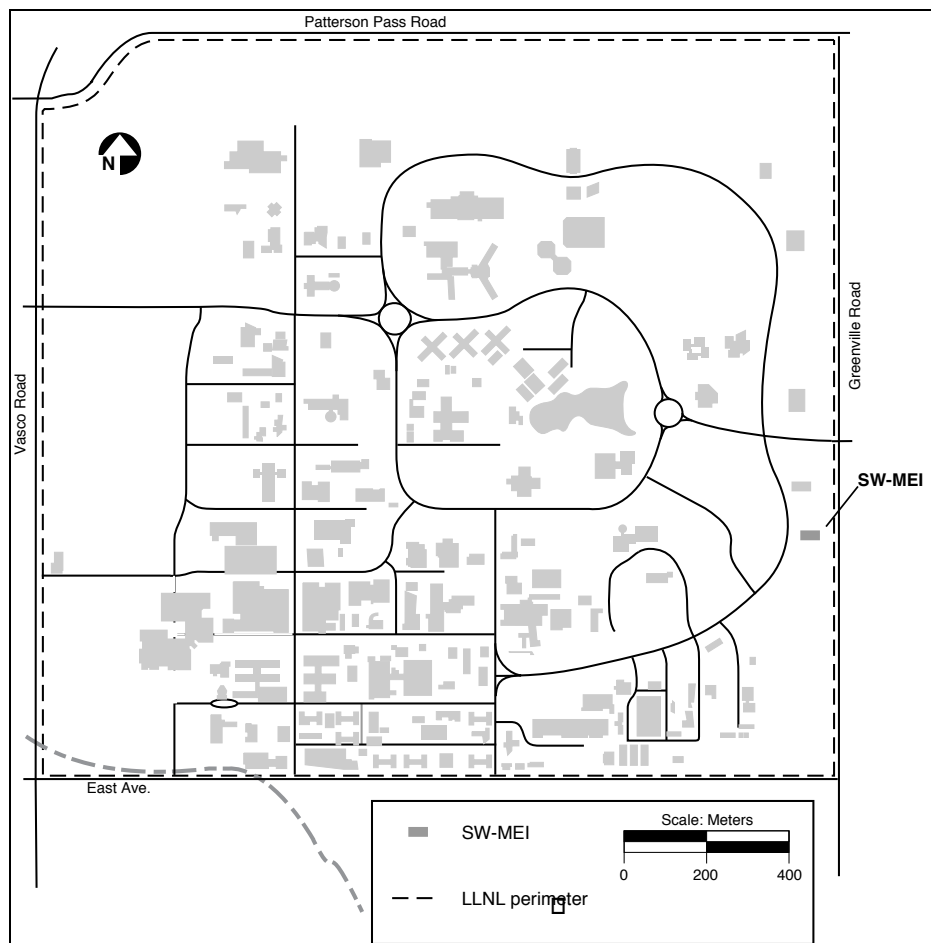 Patterson Pass Road
N
Greenville Road
Vasco Road
SW-MEI
East Ave.
SW-MEI
Scale: Meters
0 200 400
LLNL perimeter